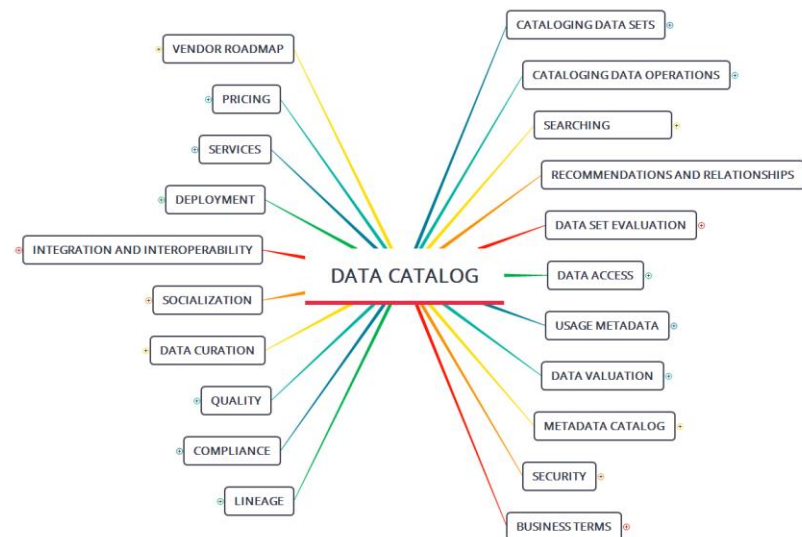 VENDOR ROADMAP
PRICING
SERVICES
DEPLOYMENT
INTEGRATION AND INTEROPERABILITY
SOCIALIZATION
DATA CURATION
QUALITY
COMPLIANCE
LINEAGE
DATA CATALOG
CATALOGING DATA SETS
CATALOGING DATA OPERATIONS
SEARCHING
RECOMMENDATIONS AND RELATIONSHIPS
DATA SET EVALUATION
DATA ACCESS
USAGE METADATA
DATA VALUATION
METADATA CATALOG
SECURITY
BUSINESS TERMS